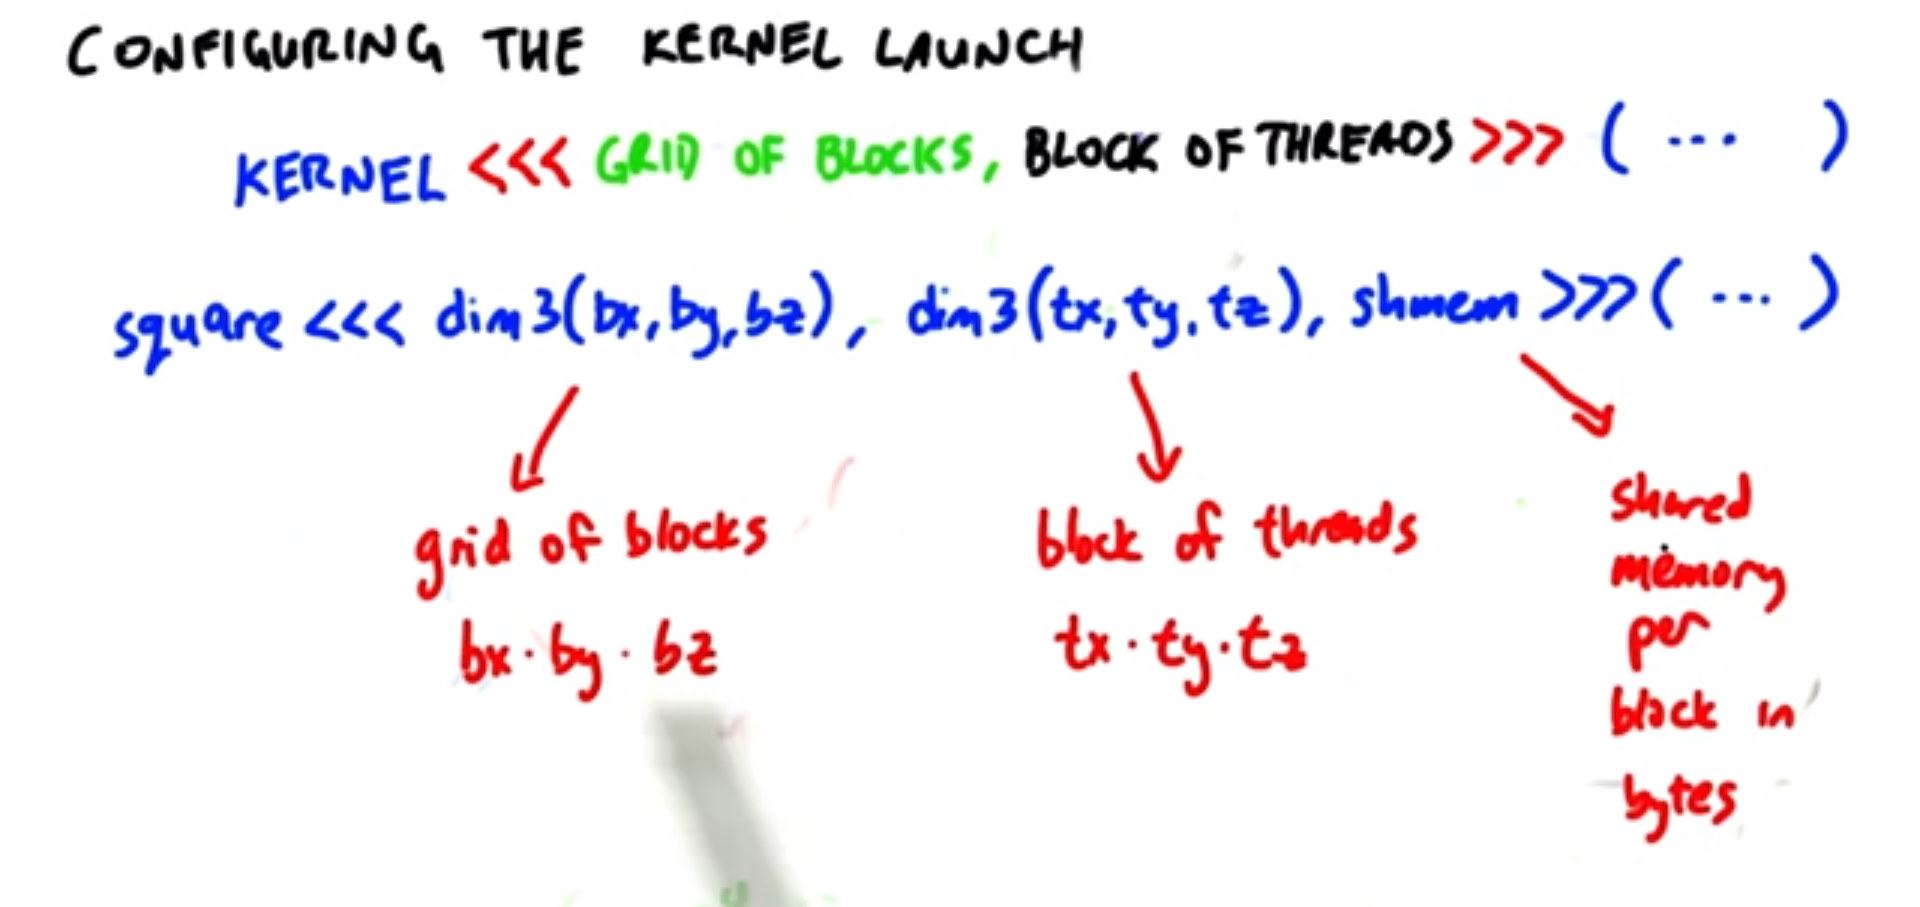 CONFIGURING THE KERNEL LAUNCH
KERNEL <<< GRID OF BLOCKS, BLOCK OF THREADS >>> ( ... )
square <<< dim3(bx,by,bz), dim3(tx,ty,tz), shmem >>> ( ... )
grid of blocks
bx · by · bz
block of threads
tx · ty · tz
shared
memory
per
block in
bytes